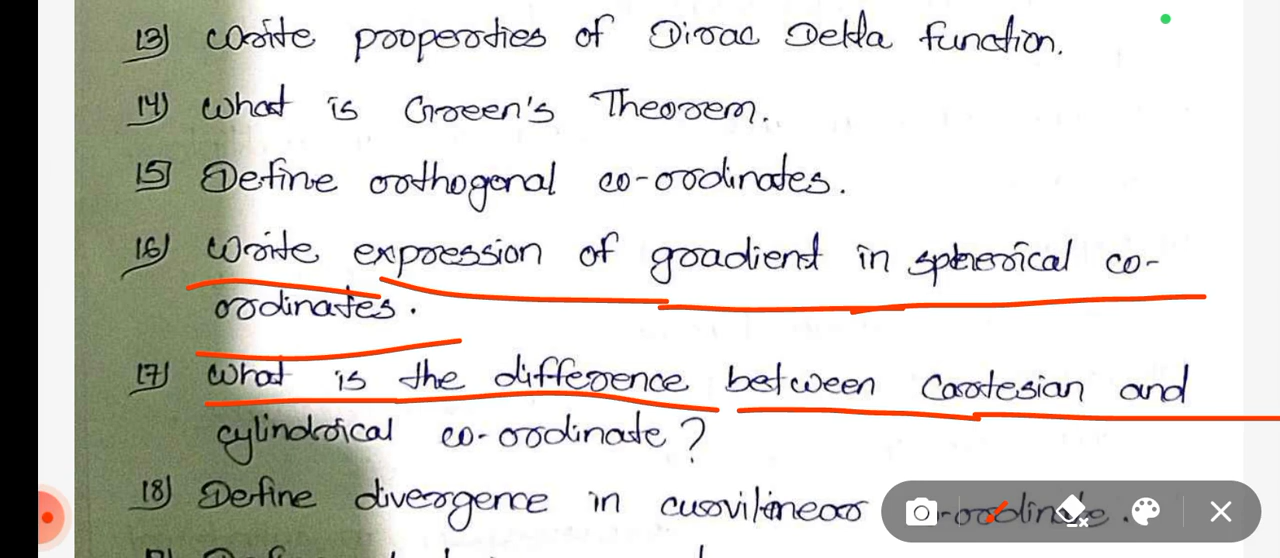 13) Write properties of Dirac Delta function.
14) What is Green's Theorem.
15) Define orthogonal co-ordinates.
16) Write expression of gradient in spherical co-
ordinates.
17) What is the difference between Cartesian and
cylindrical co-ordinate?
18) Define divergence in curvilinear co-ordinate.